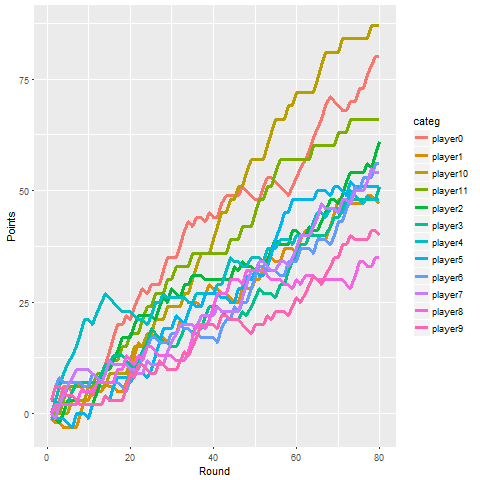 75
50
25
0
Points
0
20
40
60
80
Round
categ
player0
player1
player10
player11
player2
player3
player4
player5
player6
player7
player8
player9